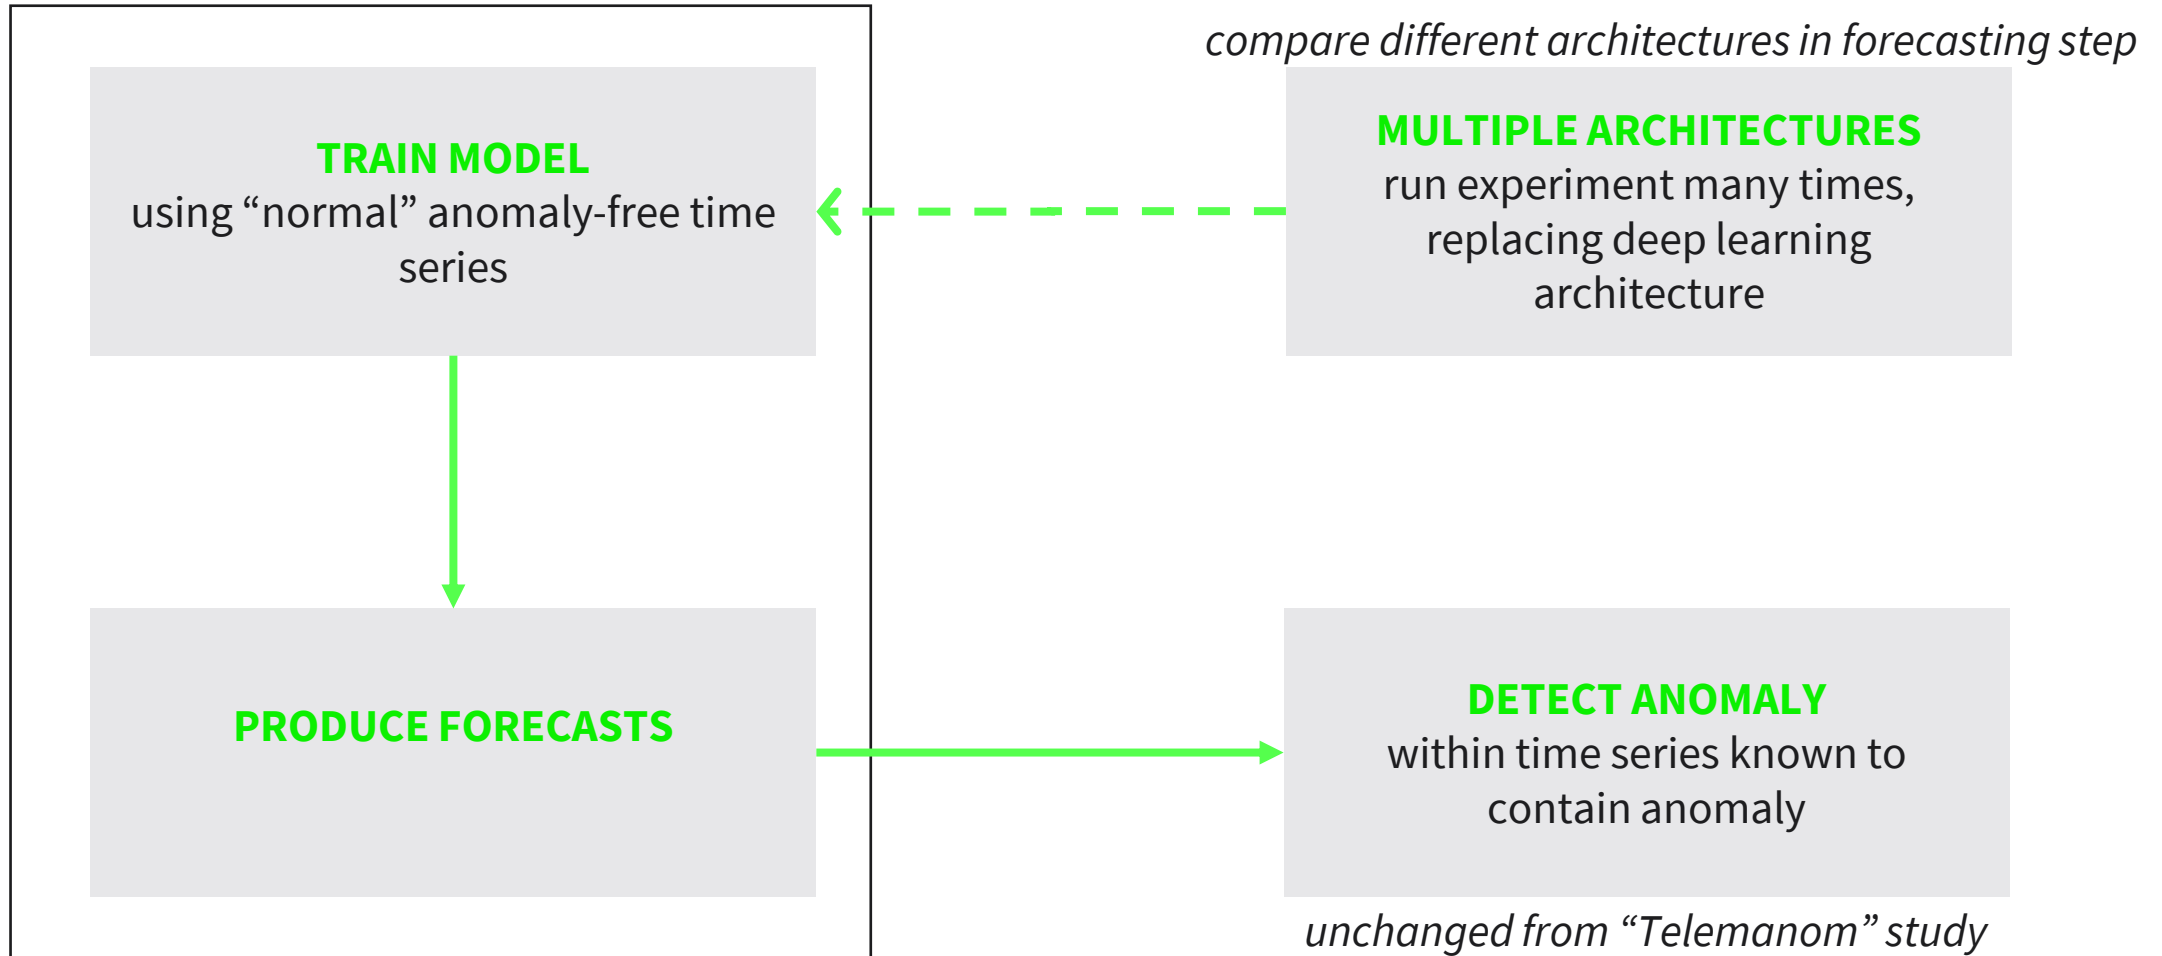 compare different architectures in forecasting step
TRAIN MODEL
using “normal” anomaly-free time
series
MULTIPLE ARCHITECTURES
run experiment many times,
replacing deep learning
architecture
PRODUCE FORECASTS
DETECT ANOMALY
within time series known to
contain anomaly
unchanged from “Telemanom” study